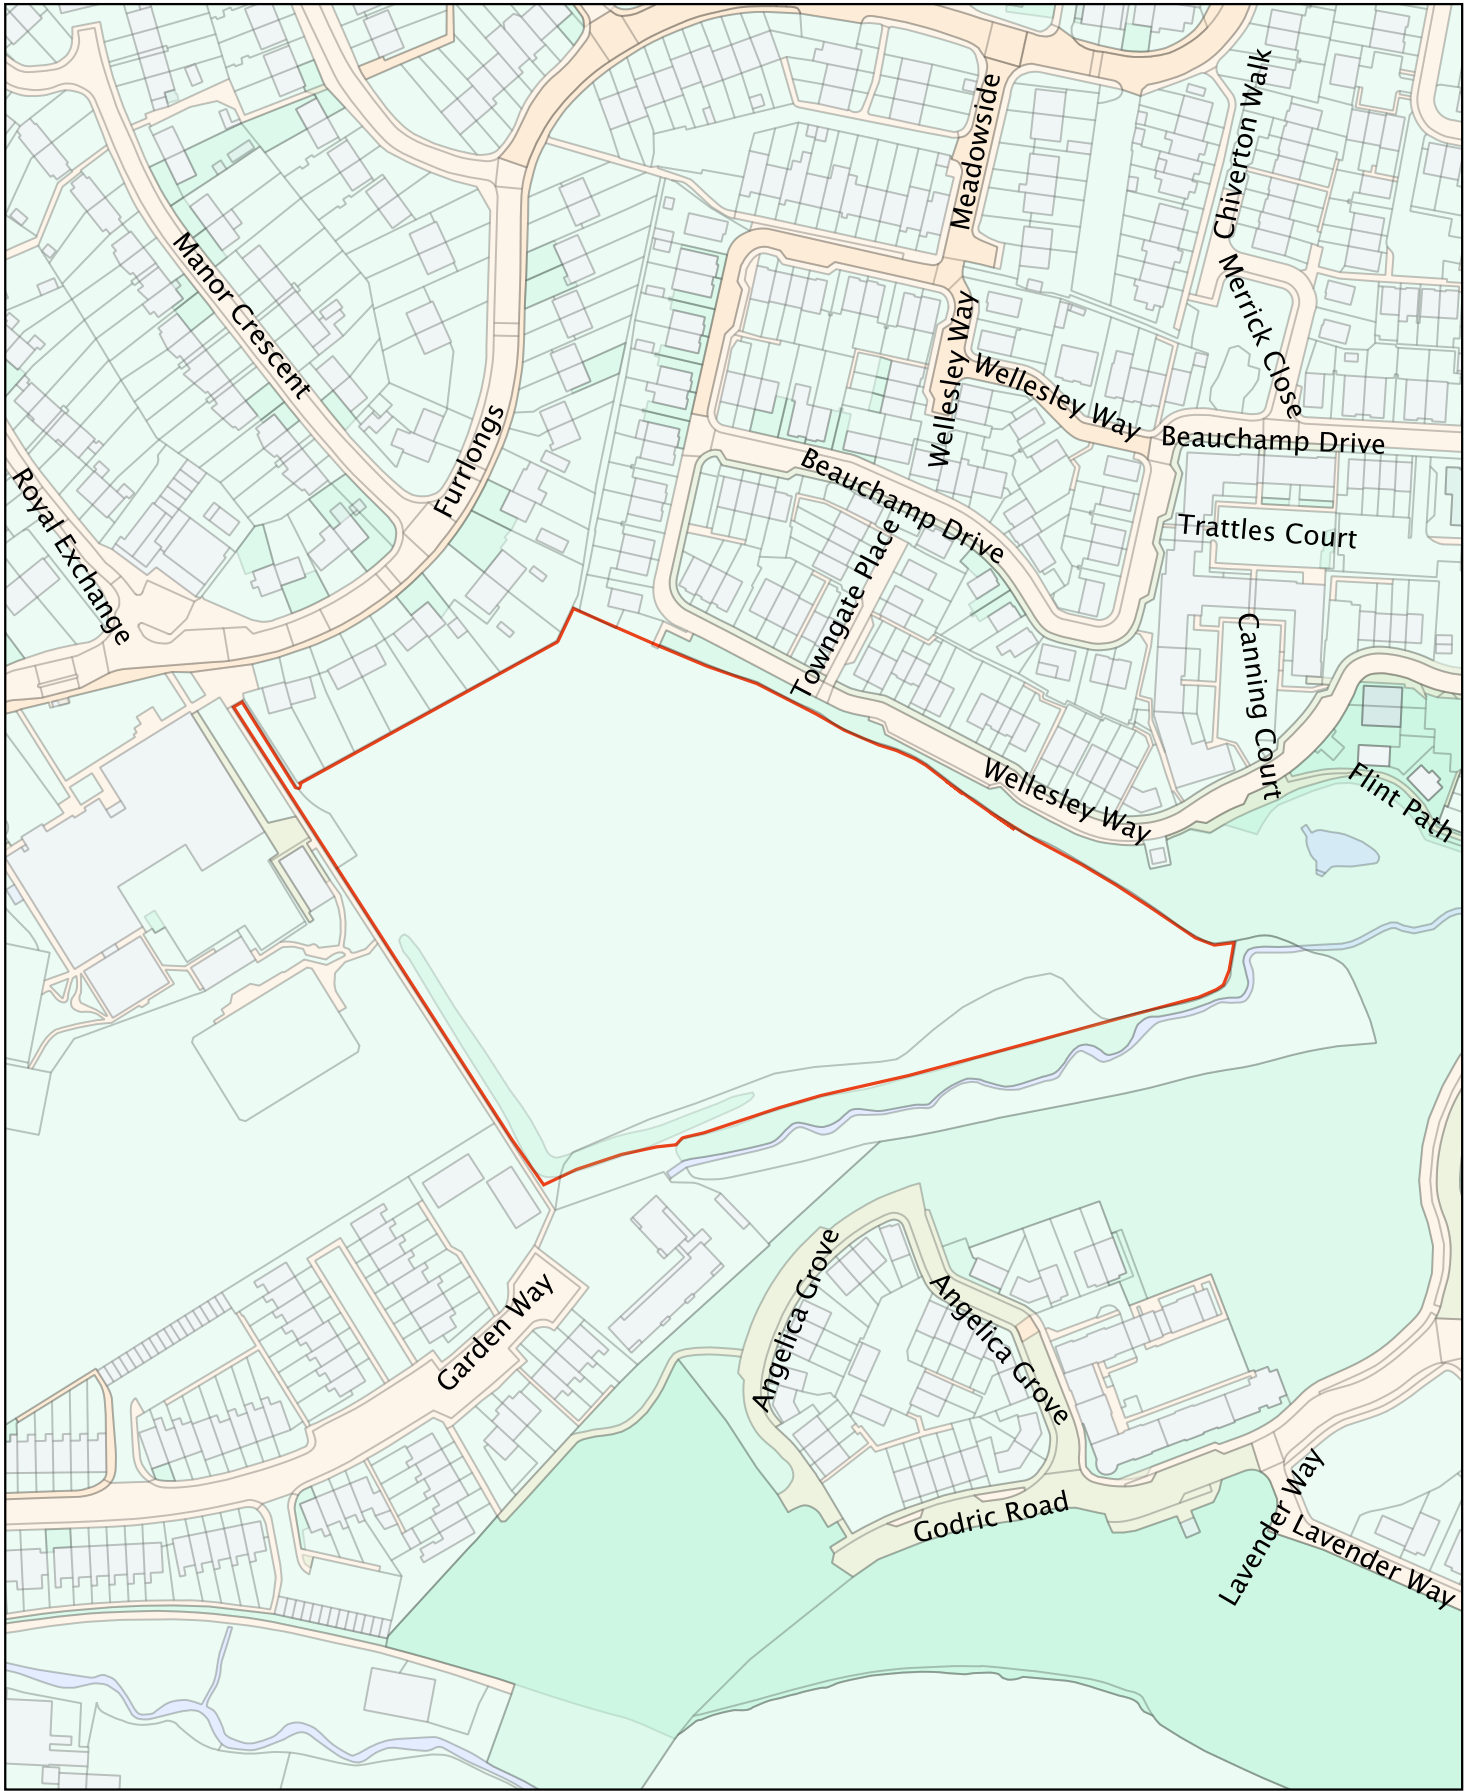 Chiverton Walk
Meadowside
Manor Crescent
Merrick Close
Wellesley Way
Wellesley Way
Furrlongs
Beauchamp Drive
Beauchamp Drive
Royal Exchange
Trattles Court
Towngate Place
Canning Court
Wellesley Way
Flint Path
Angelica Grove
Angelica Grove
Garden Way
Godric Road
Lavender Way
Lavender Way